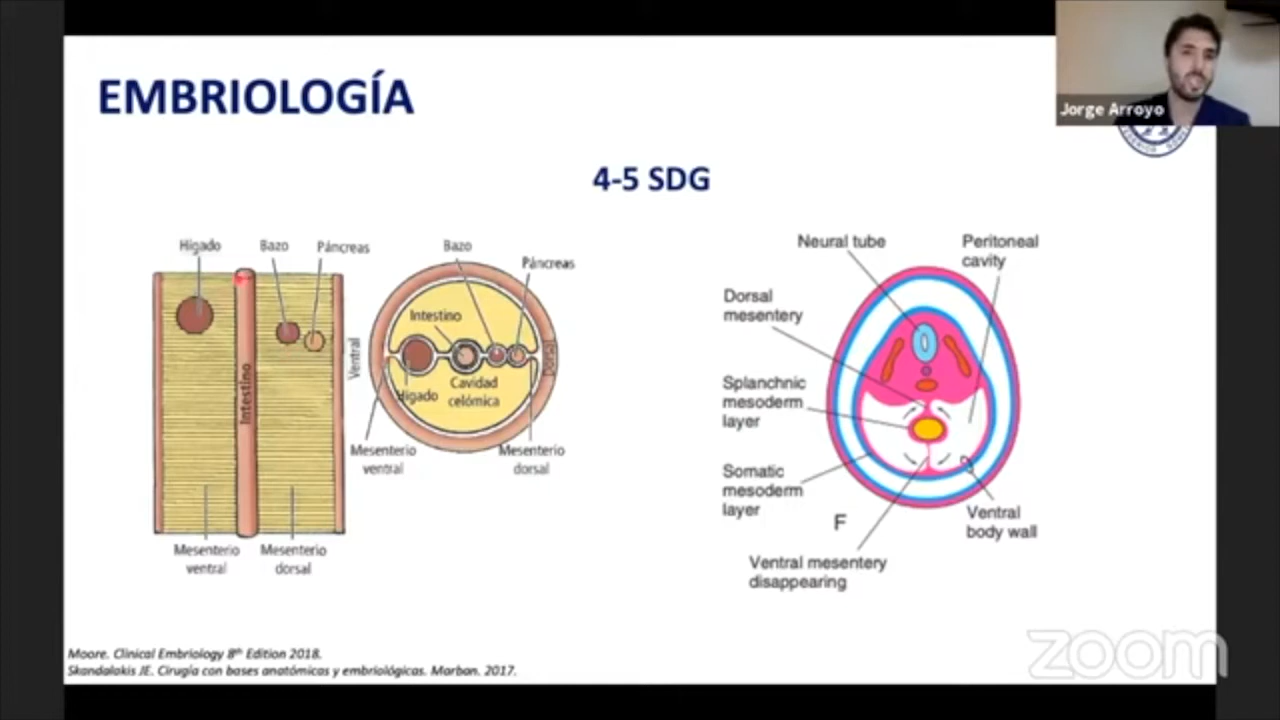 Jorge Arroyo
EMBRIOLOGÍA
4-5 SDG
Hígado
Bazo
Páncreas
Intestino
Mesenterio
ventral
Mesenterio
dorsal
Bazo
Páncreas
Intestino
Ventral
Dorsal
Hígado
Cavidad
celómica
Mesenterio
ventral
Mesenterio
dorsal
Neural tube
Peritoneal
cavity
Dorsal
mesentery
Splanchnic
mesoderm
layer
Somatic
mesoderm
layer
F
Ventral
body wall
Ventral mesentery
disappearing
Moore. Clinical Embriology 8th Edition 2018.
Skandalakis JE. Cirugía con bases anatómicas y embriológicas. Marban. 2017.
zoom